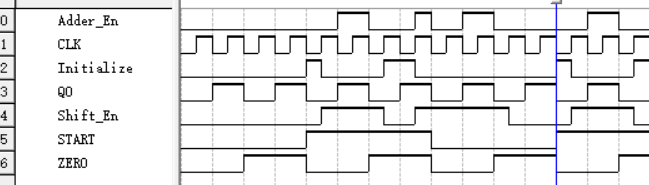 0 Adder_En
1 CLK
2 Initialize
3 Q0
4 Shift_En
5 START
6 ZERO